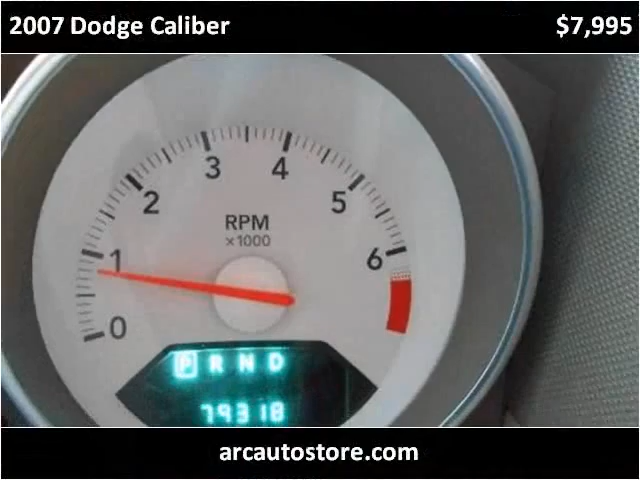 2007 Dodge Caliber $7,995
3 4
2 5
RPM
x1000
1 6
0
P R N D
79318
arcautostore.com